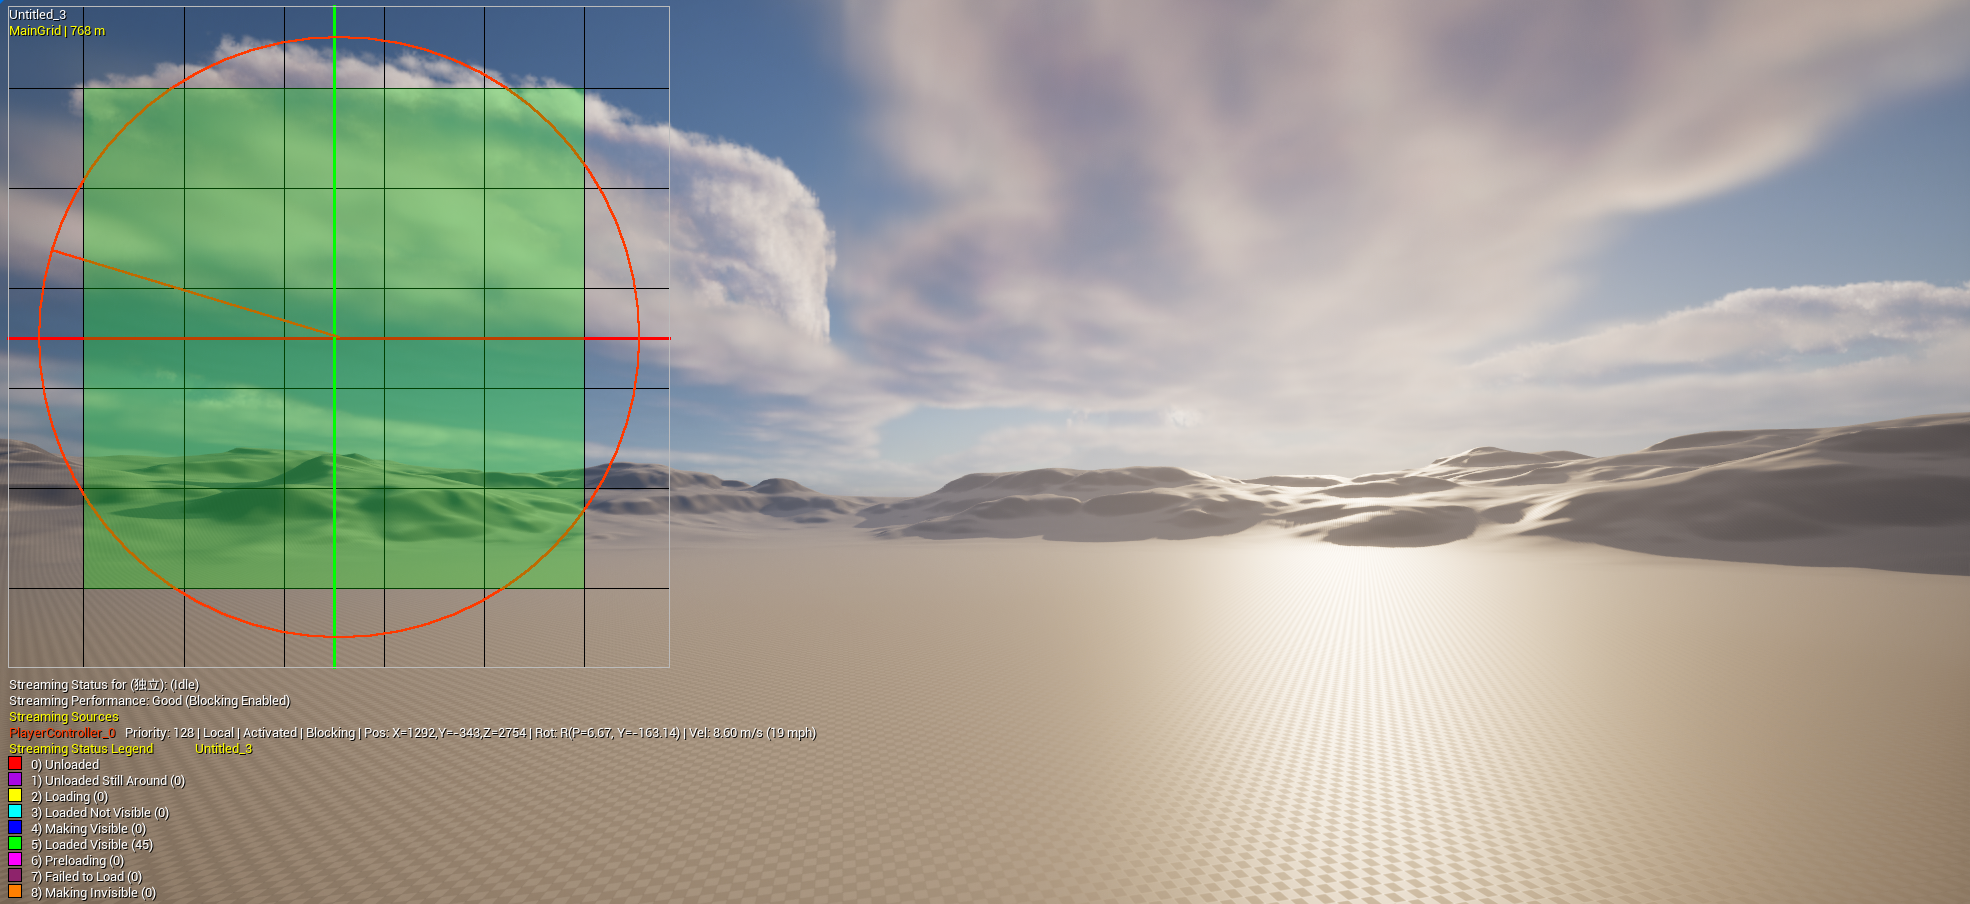 Untitled_3
MainGrid | 768 m
Streaming Status for (独立): (Idle)
Streaming Performance: Good (Blocking Enabled)
Streaming Sources
PlayerController_0 Priority: 128 | Local | Activated | Blocking | Pos: X=1292,Y=-343,Z=2754 | Rot: R(P=6.67, Y=-163.14) | Vel: 8.60 m/s (19 mph)
Streaming Status Legend Untitled_3
0) Unloaded
1) Unloaded Still Around (0)
2) Loading (0)
3) Loaded Not Visible (0)
4) Making Visible (0)
5) Loaded Visible (45)
6) Preloading (0)
7) Failed to Load (0)
8) Making Invisible (0)